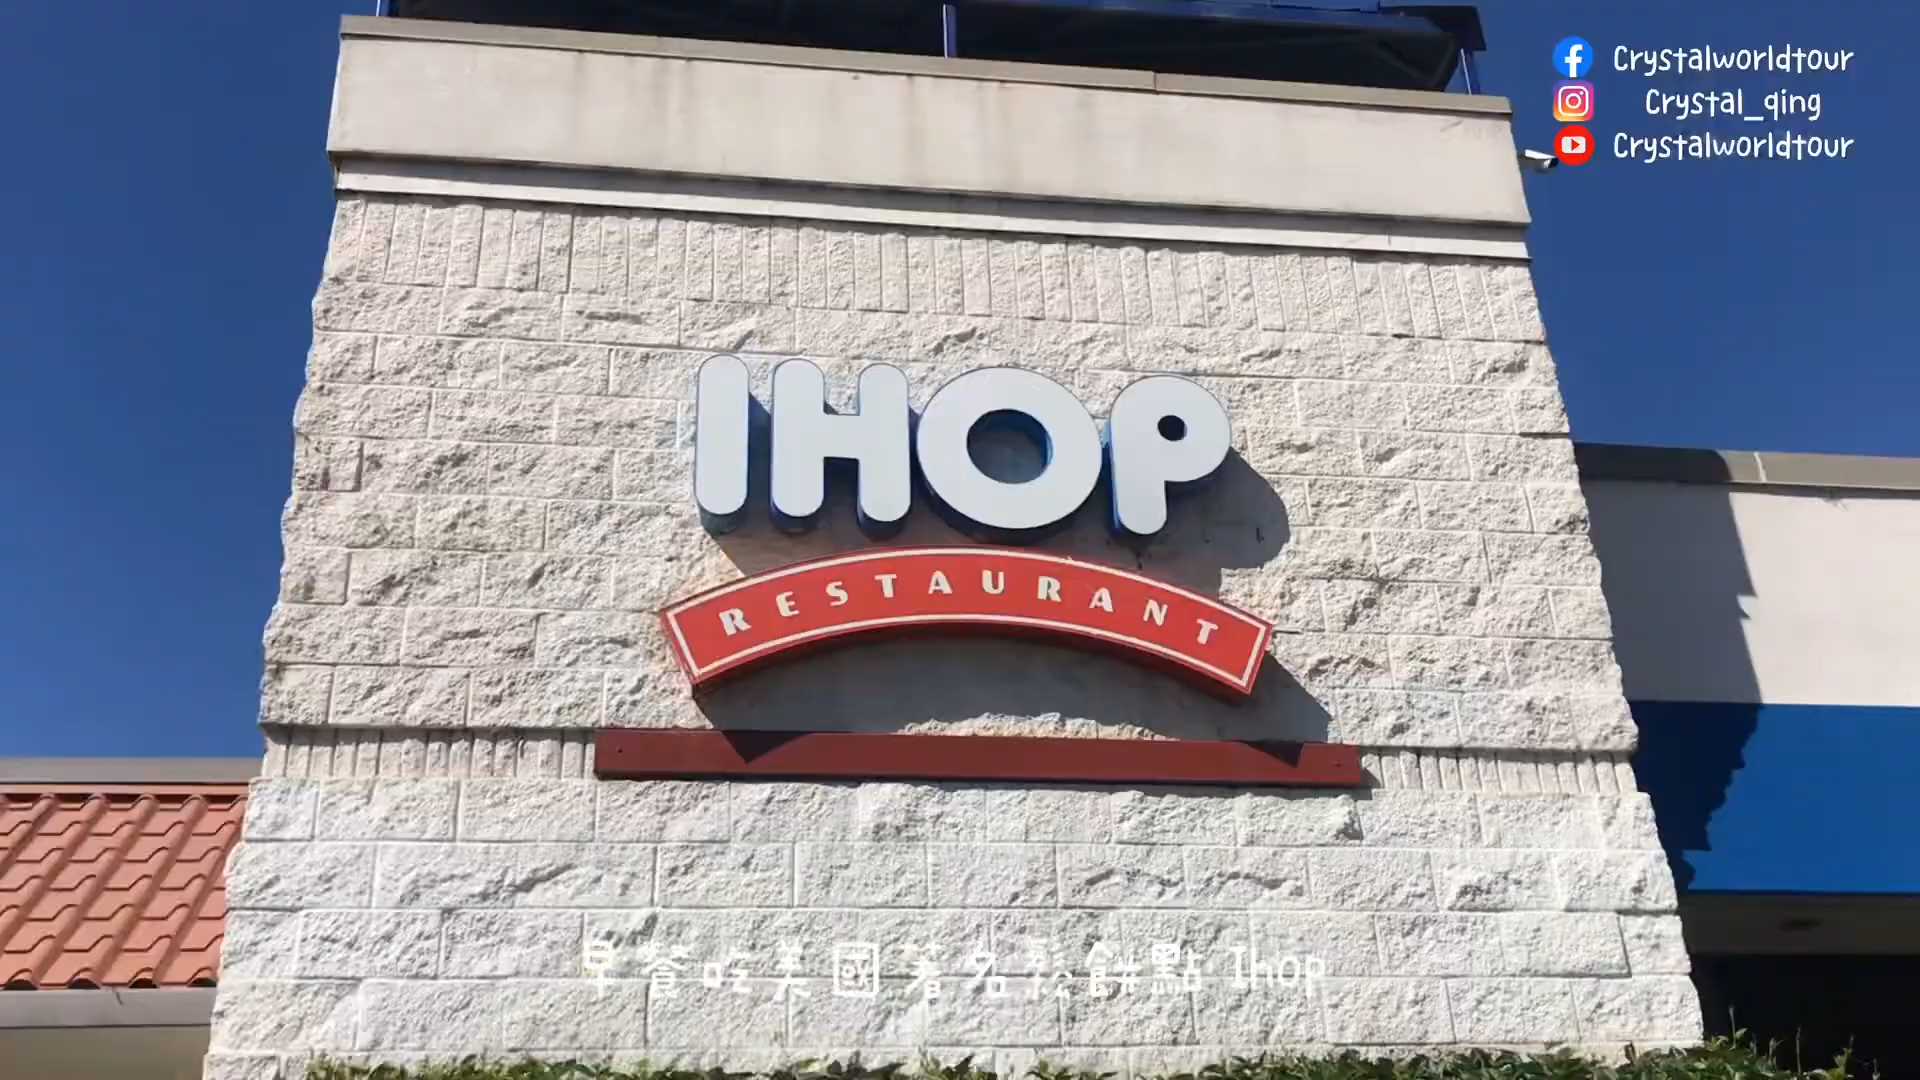 Crystalworldtour
Crystal_qing
Crystalworldtour
IHOP
RESTAURANT
早餐吃美國著名鬆餅點 Ihop